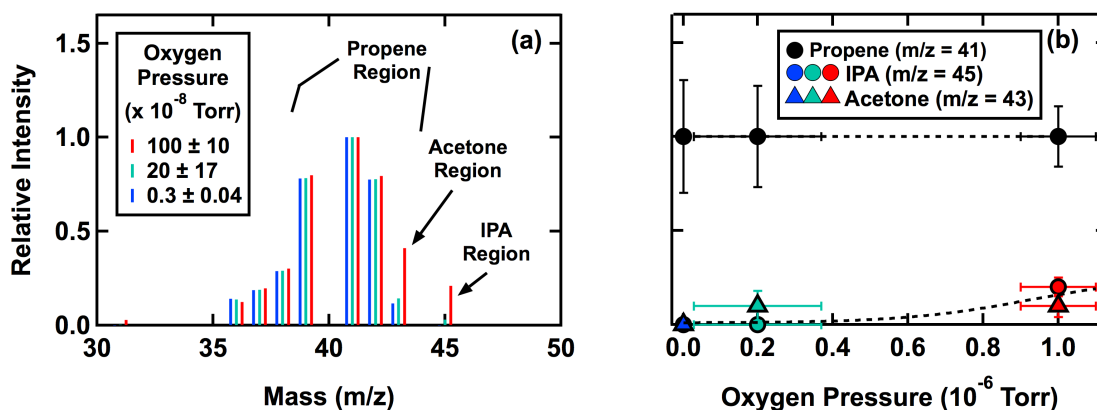 Relative Intensity
1.5
1.0
0.5
0.0
Oxygen
Pressure
(x 10⁻⁸ Torr)
100 ± 10
20 ± 17
0.3 ± 0.04
Propene
Region
(a)
Acetone
Region
IPA
Region
30
35
40
45
50
Mass (m/z)
(b)
Propene (m/z = 41)
IPA (m/z = 45)
Acetone (m/z = 43)
0.0
0.2
0.4
0.6
0.8
1.0
Oxygen Pressure (10⁻⁶ Torr)